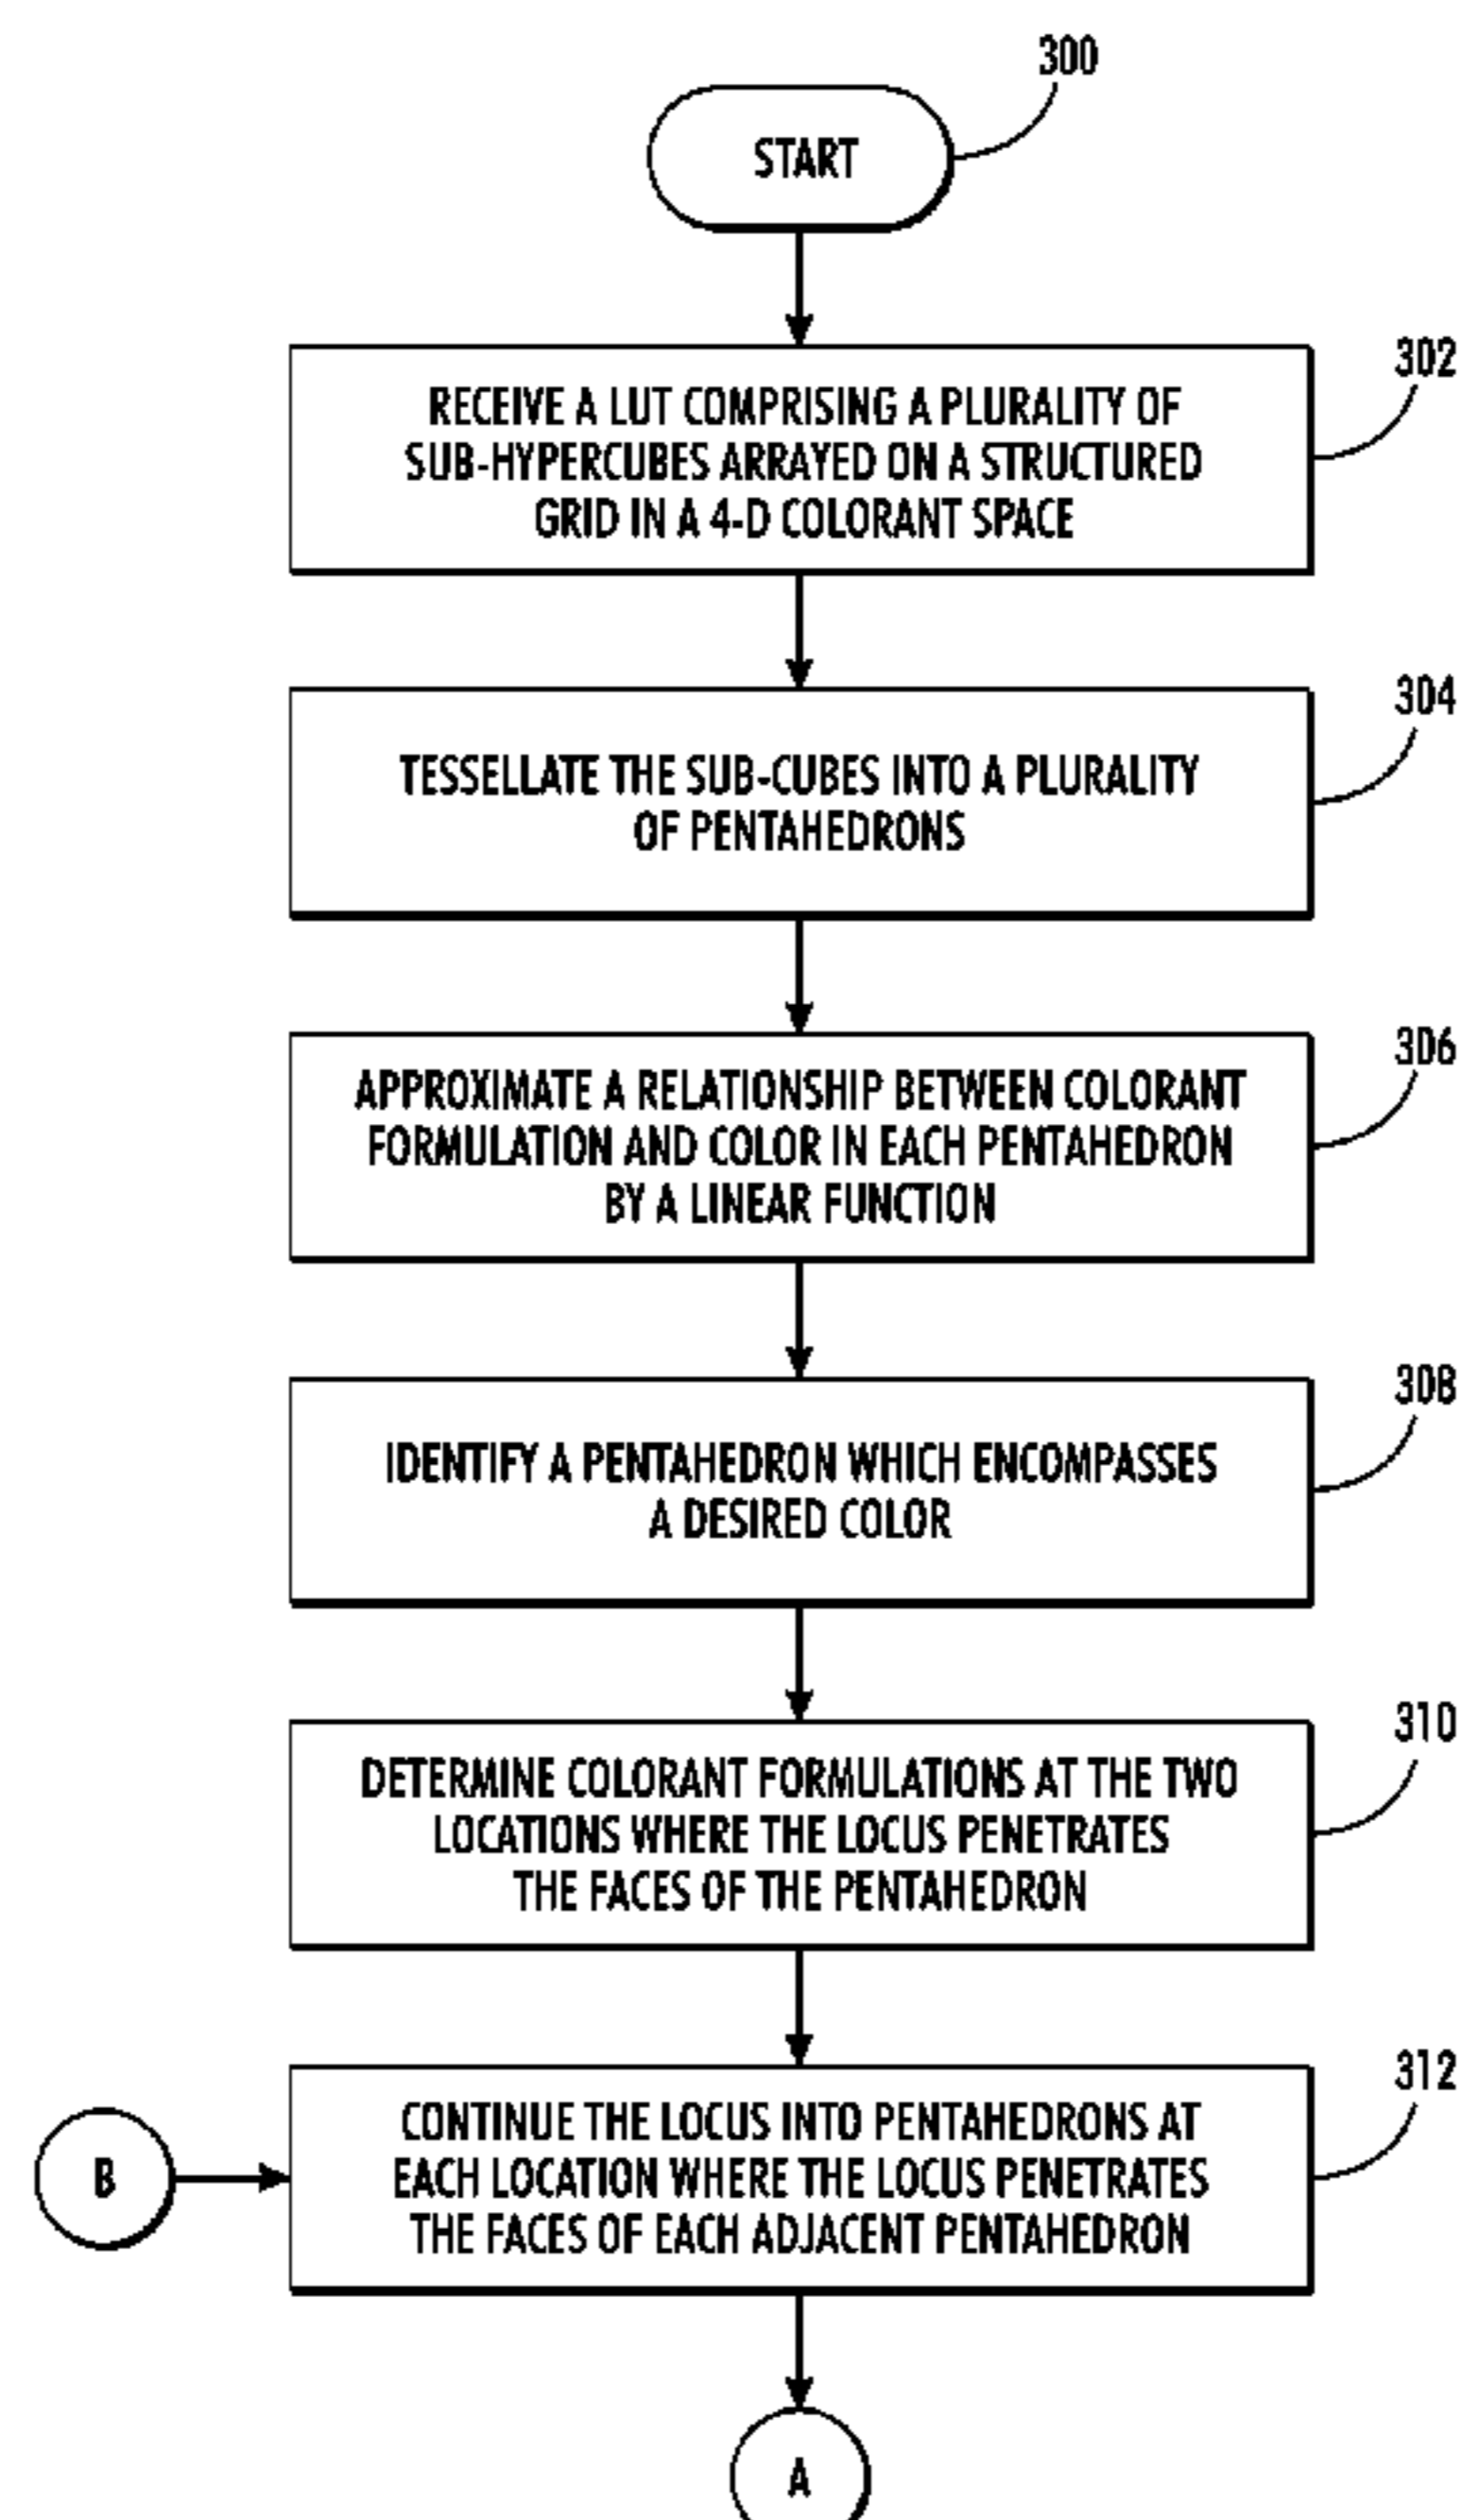 300
START
302
RECEIVE A LUT COMPRISING A PLURALITY OF
SUB-HYPERCUBES ARRAYED ON A STRUCTURED
GRID IN A 4-D COLORANT SPACE
304
TESSELLATE THE SUB-CUBES INTO A PLURALITY
OF PENTAHEDRONS
306
APPROXIMATE A RELATIONSHIP BETWEEN COLORANT
FORMULATION AND COLOR IN EACH PENTAHEDRON
BY A LINEAR FUNCTION
308
IDENTIFY A PENTAHEDRON WHICH ENCOMPASSES
A DESIRED COLOR
310
DETERMINE COLORANT FORMULATIONS AT THE TWO
LOCATIONS WHERE THE LOCUS PENETRATES
THE FACES OF THE PENTAHEDRON
312
CONTINUE THE LOCUS INTO PENTAHEDRONS AT
EACH LOCATION WHERE THE LOCUS PENETRATES
THE FACES OF EACH ADJACENT PENTAHEDRON
B
A